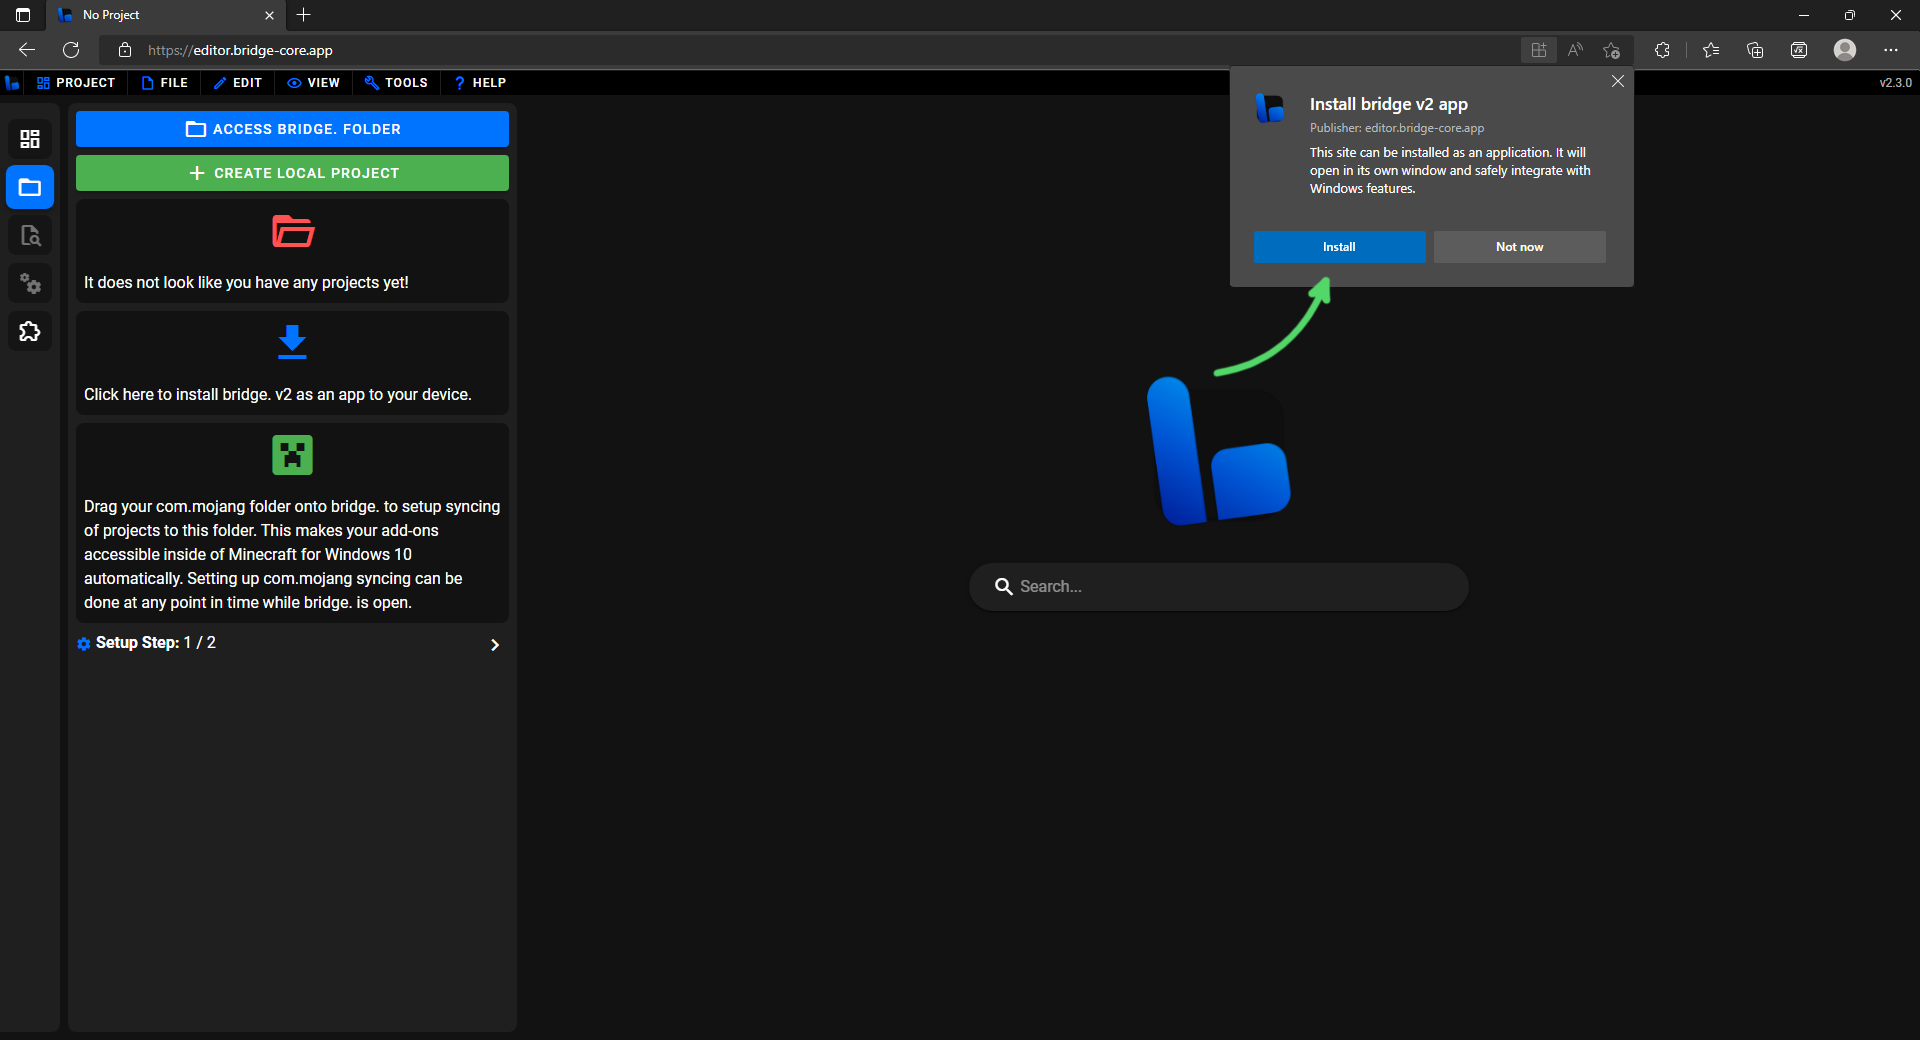 No Project
https://editor.bridge-core.app
PROJECT
FILE
EDIT
VIEW
TOOLS
HELP
v2.3.0
ACCESS BRIDGE. FOLDER
CREATE LOCAL PROJECT
It does not look like you have any projects yet!
Click here to install bridge. v2 as an app to your device.
Drag your com.mojang folder onto bridge. to setup syncing
of projects to this folder. This makes your add-ons
accessible inside of Minecraft for Windows 10
automatically. Setting up com.mojang syncing can be
done at any point in time while bridge. is open.
Setup Step: 1 / 2
Install bridge v2 app
Publisher: editor.bridge-core.app
This site can be installed as an application. It will
open in its own window and safely integrate with
Windows features.
Install
Not now
Search...